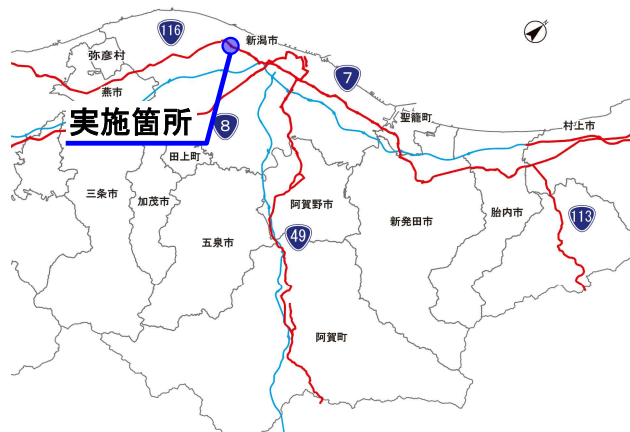 116
新潟市
弥彦村
7
燕市
聖籠町
実施箇所
8
村上市
田上町
三条市
加茂市
阿賀野市
新発田市
胎内市
113
五泉市
49
阿賀町